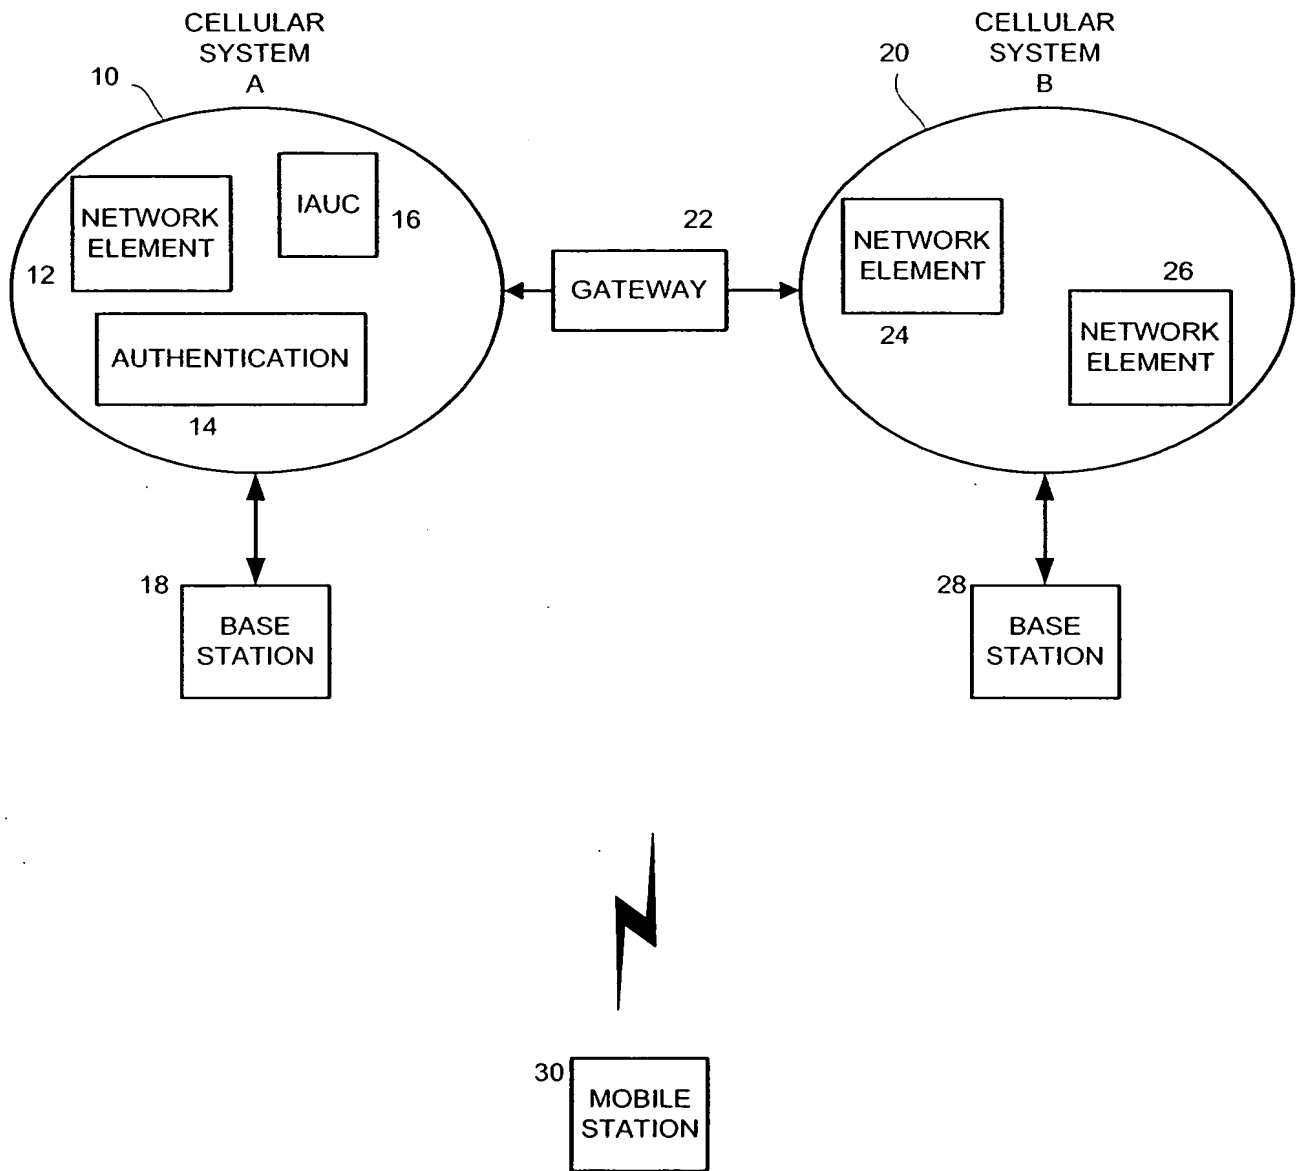 CELLULAR
SYSTEM
A
10
NETWORK
ELEMENT
12
IAUC
16
AUTHENTICATION
14
22
GATEWAY
CELLULAR
SYSTEM
B
20
NETWORK
ELEMENT
24
26
NETWORK
ELEMENT
18
BASE
STATION
28
BASE
STATION
30
MOBILE
STATION